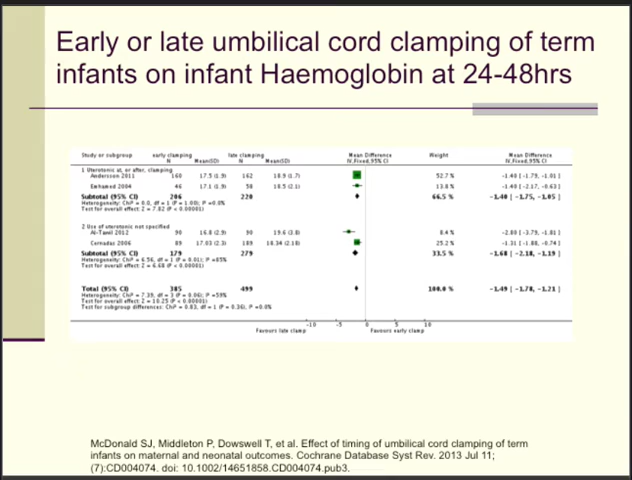 Early or late umbilical cord clamping of term
infants on infant Haemoglobin at 24-48hrs
Study or subgroup early clamping late clamping Mean Difference Weight Mean Difference
N Mean(SD) N Mean(SD) IV,Fixed,95% CI IV,Fixed,95% CI
1 Uterotonic at, or after, clamping
Andersson 2011 160 17.5 (1.9) 162 18.9 (1.7) 52.7 % -1.40 [ -1.79, -1.01 ]
Emhamed 2004 46 17.1 (1.9) 58 18.5 (2.1) 13.8 % -1.40 [ -2.17, -0.63 ]
Subtotal (95% CI) 206 220 66.5 % -1.40 [ -1.75, -1.05 ]
Heterogeneity: Chi² = 0.0, df = 1 (P = 1.00); I² =0.0%
Test for overall effect: Z = 7.82 (P < 0.00001)
2 Use of uterotonic not specified
Al-Tawil 2012 90 16.8 (2.9) 90 19.6 (3.8) 8.4 % -2.80 [ -3.79, -1.81 ]
Cernadas 2006 89 17.03 (2.3) 189 18.34 (2.18) 25.2 % -1.31 [ -1.88, -0.74 ]
Subtotal (95% CI) 179 279 33.5 % -1.68 [ -2.18, -1.19 ]
Heterogeneity: Chi² = 6.56, df = 1 (P = 0.01); I² =85%
Test for overall effect: Z = 6.68 (P < 0.00001)
Total (95% CI) 385 499 100.0 % -1.49 [ -1.78, -1.21 ]
Heterogeneity: Chi² = 7.39, df = 3 (P = 0.06); I² =59%
Test for overall effect: Z = 10.25 (P < 0.00001)
Test for subgroup differences: Chi² = 0.83, df = 1 (P = 0.36), I² =0.0%
-10 -5 0 5 10
Favours late clamp Favours early clamp
McDonald SJ, Middleton P, Dowswell T, et al. Effect of timing of umbilical cord clamping of term
infants on maternal and neonatal outcomes. Cochrane Database Syst Rev. 2013 Jul 11;
(7):CD004074. doi: 10.1002/14651858.CD004074.pub3.